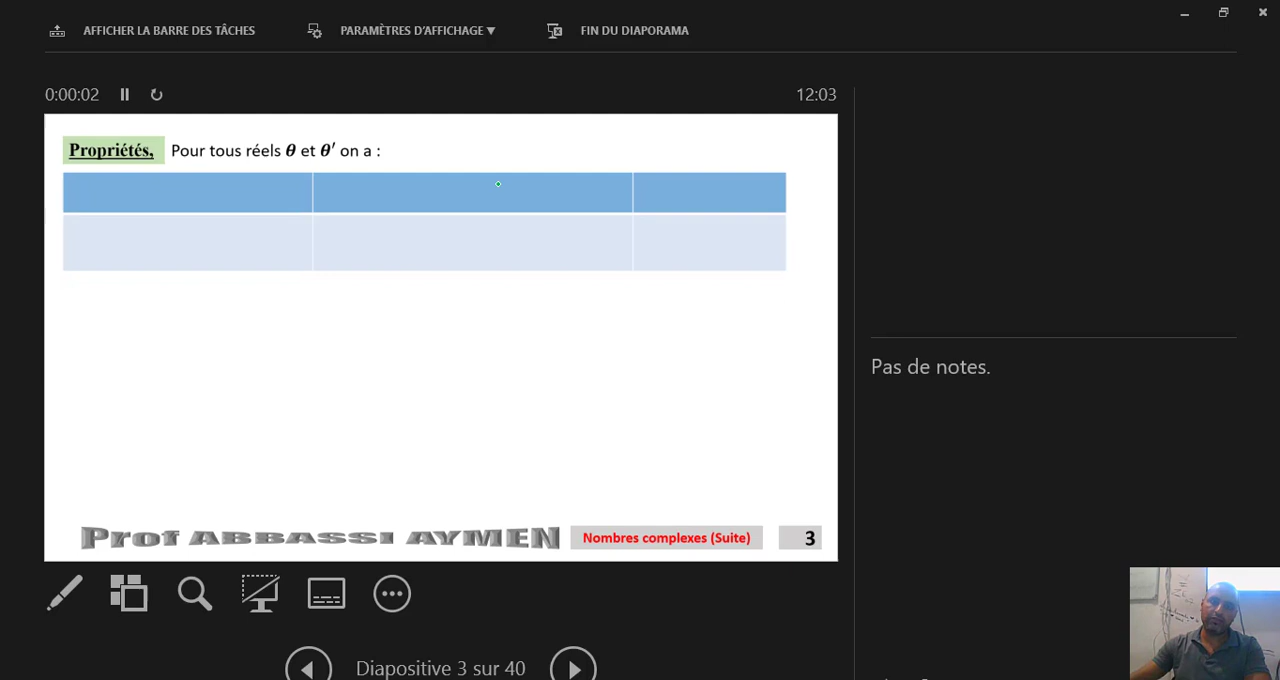 AFFICHER LA BARRE DES TÂCHES PARAMÈTRES D'AFFICHAGE ▼ FIN DU DIAPORAMA
0:00:02 12:03
Propriétés. Pour tous réels θ et θ′ on a :
Pas de notes.
Prof ABBASSI AYMEN Nombres complexes (Suite) 3
Diapositive 3 sur 40